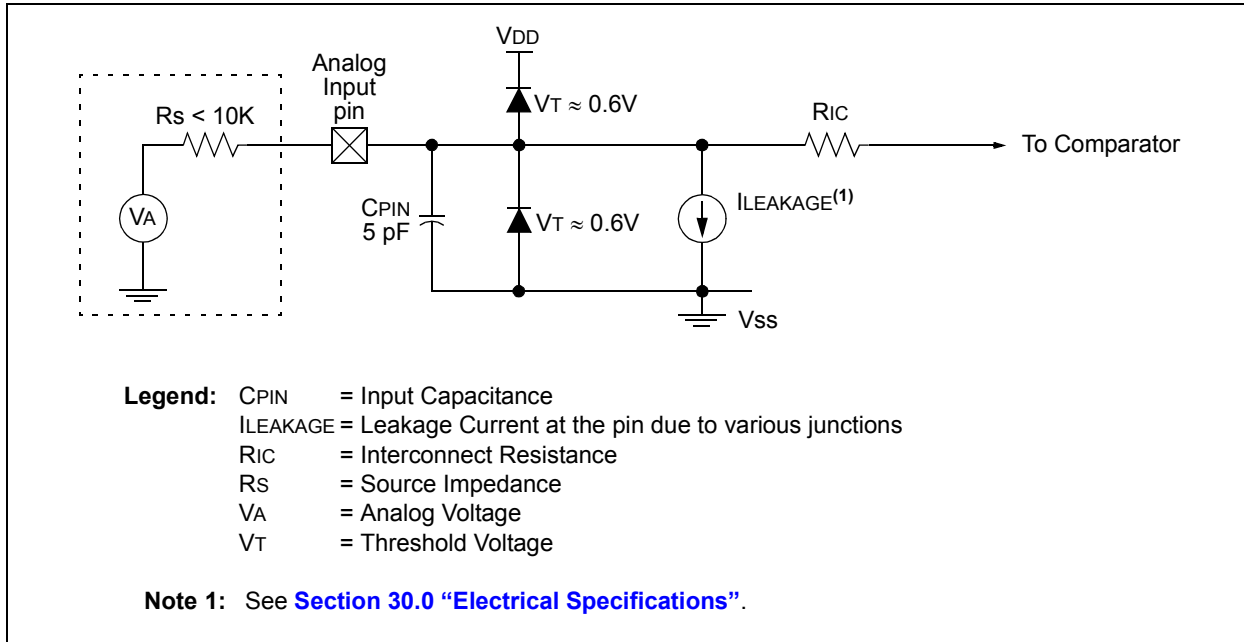 VDD
Analog
Input
pin
Rs < 10K
VT ≈ 0.6V
RIC
To Comparator
VA
CPIN
5 pF
VT ≈ 0.6V
ILEAKAGE(1)
Vss
Legend: CPIN = Input Capacitance
ILEAKAGE = Leakage Current at the pin due to various junctions
RIC = Interconnect Resistance
RS = Source Impedance
VA = Analog Voltage
VT = Threshold Voltage
Note 1: See Section 30.0 “Electrical Specifications”.